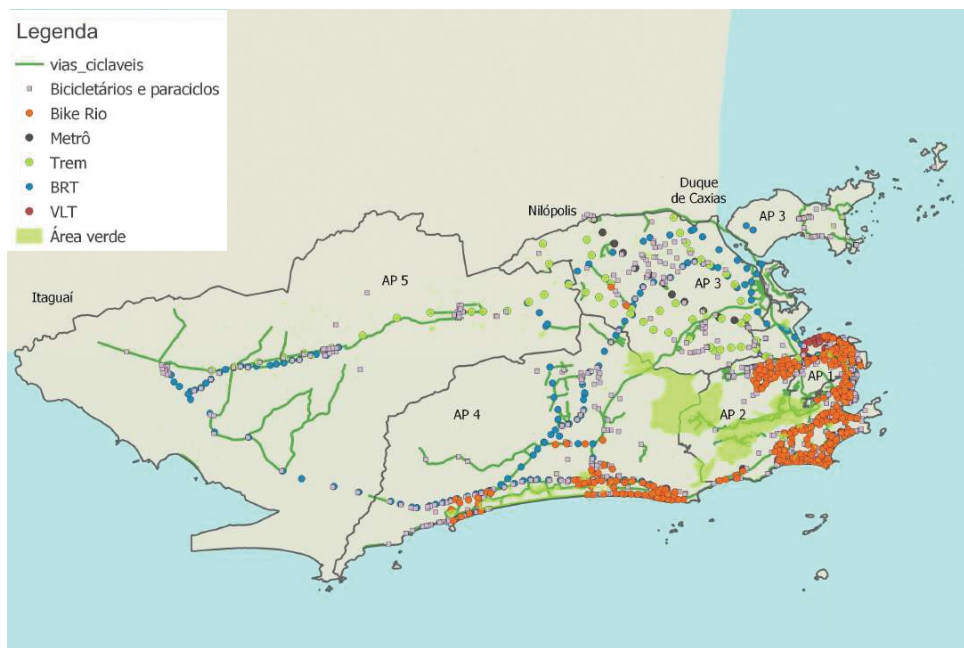 Legenda
vias_ciclaveis
Bicicletários e paraciclos
Bike Rio
Metrô
Trem
BRT
VLT
Área verde
Duque
de Caxias
Nilópolis
AP 3
AP 5
AP 3
Itaguaí
AP 1
AP 4
AP 2